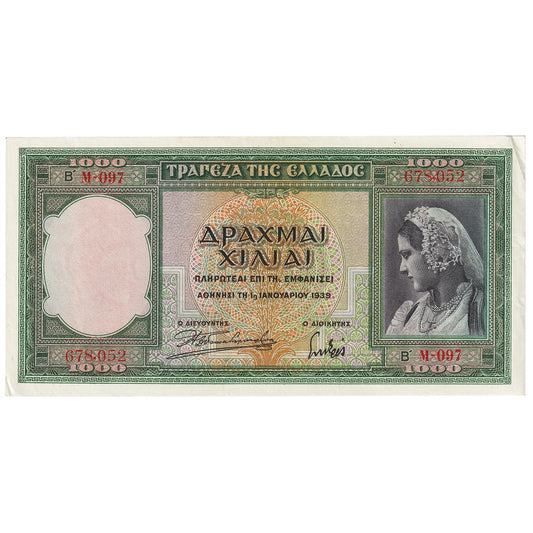 1000 1000
Β΄ Μ-097 ΤΡΑΠΕΖΑ ΤΗΣ ΕΛΛΑΔΟΣ 678052
ΔΡΑΧΜΑΙ
ΧΙΛΙΑΙ
ΠΛΗΡΩΤΕΑΙ ΕΠΙ ΤΗ, ΕΜΦΑΝΙΣΕΙ
ΑΘΗΝΗΣΙ ΤΗ 1η ΙΑΝΟΥΑΡΙΟΥ 1939.
Ο ΔΙΕΥΘΥΝΤΗΣ Ο ΔΙΟΙΚΗΤΗΣ
678052 Β΄ Μ-097
1000 1000